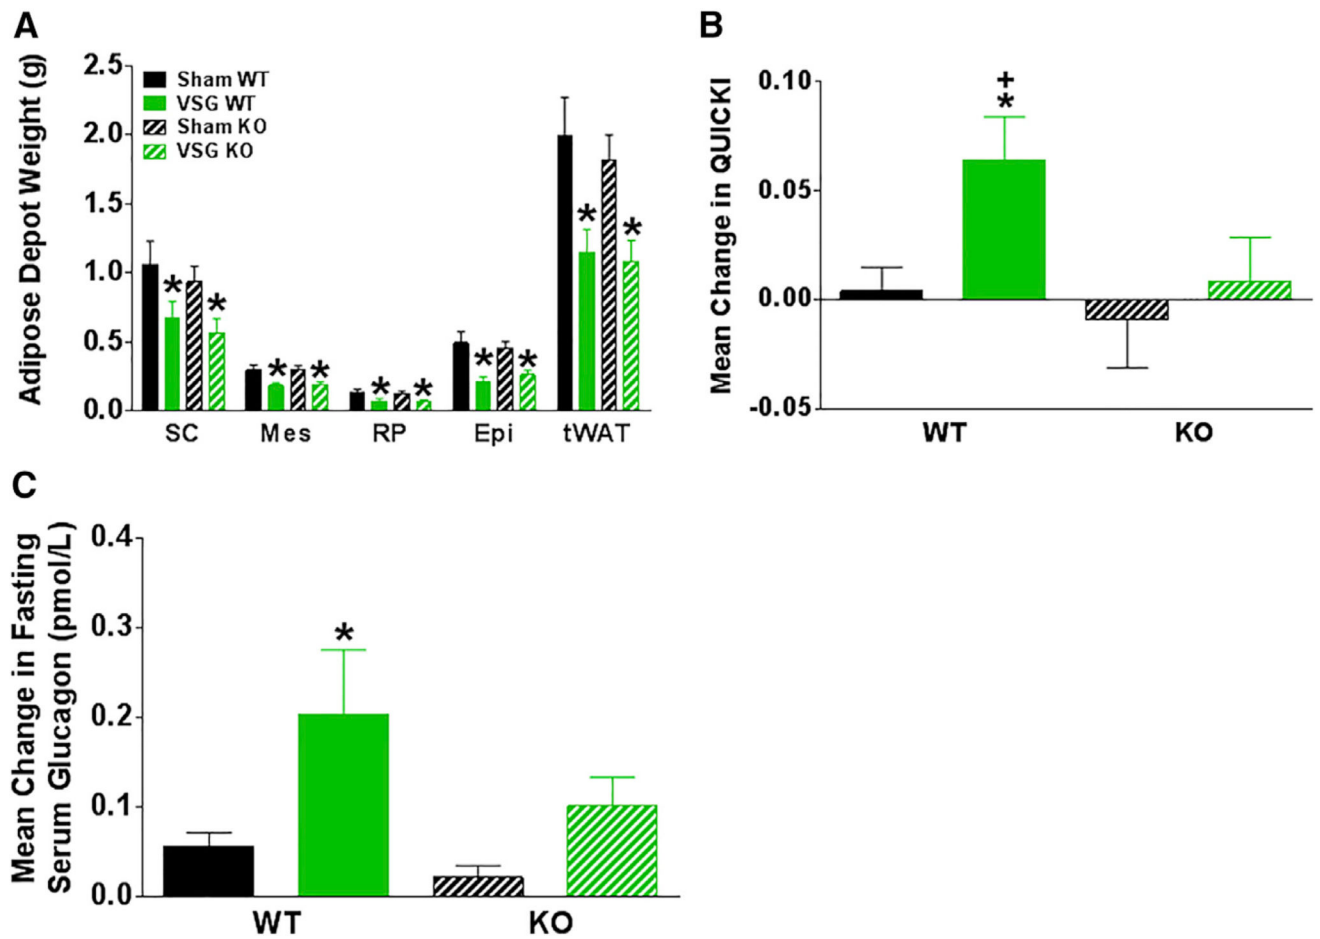 A
Adipose Depot Weight (g)
2.5
2.0
1.5
1.0
0.5
0.0
Sham WT
VSG WT
Sham KO
VSG KO
* * * * * * * * * *
SC Mes RP Epi tWAT
B
Mean Change in QUICKI
0.10
0.05
0.00
-0.05
+
*
WT KO
C
Mean Change in Fasting
Serum Glucagon (pmol/L)
0.4
0.3
0.2
0.1
0.0
*
WT KO